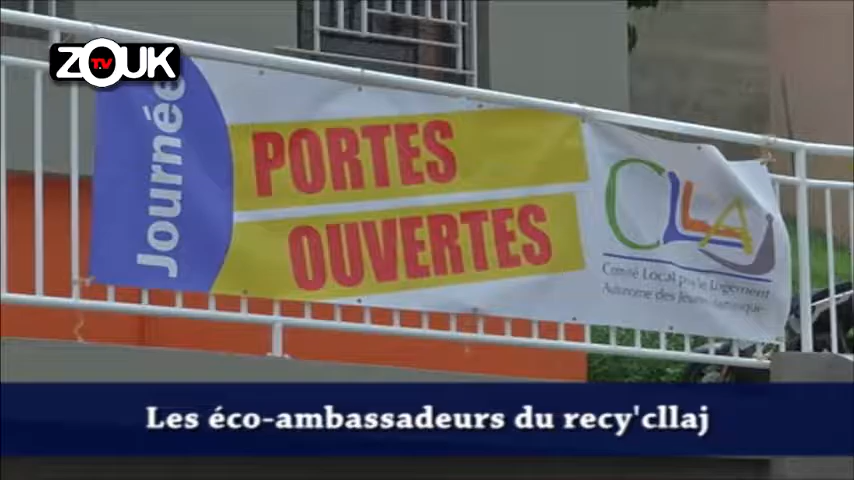 ZOUK
TV
Journée
PORTES
OUVERTES
CLLAJ
Comité Local pour le Logement
Autonome des Jeunes
Les éco-ambassadeurs du recy'cllaj